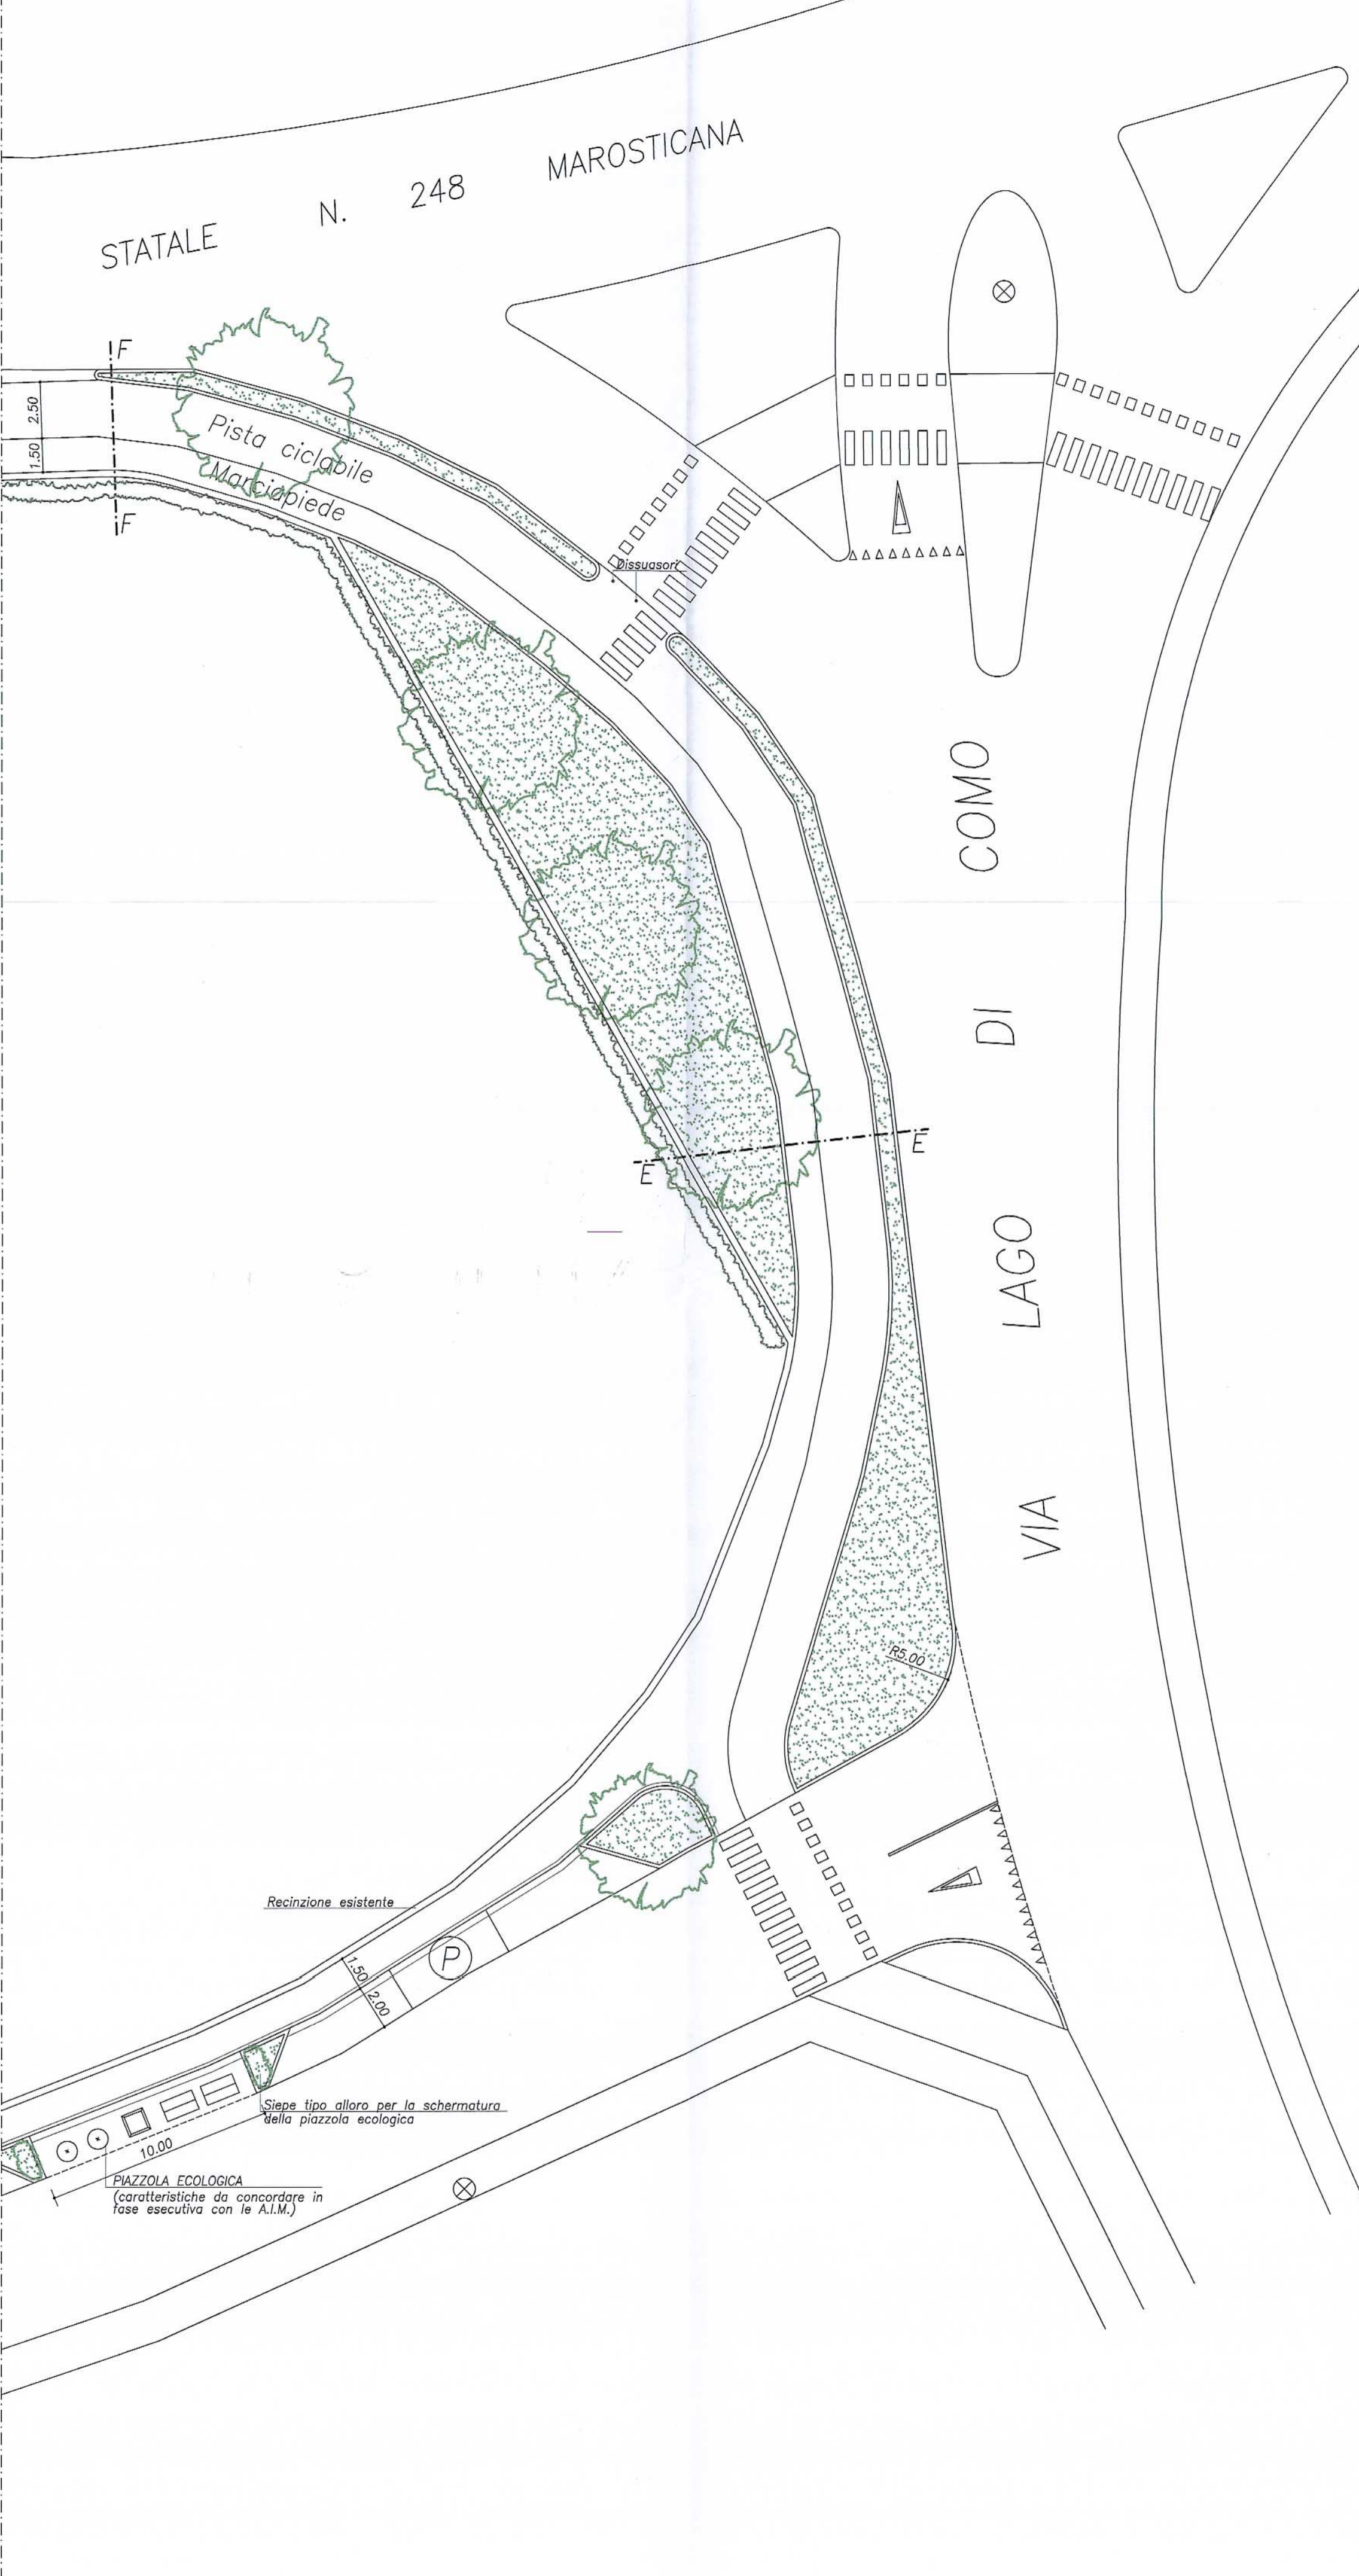 STATALE N. 248 MAROSTICANA
F
2.50
1.50
Pista ciclabile
Marciapiede
F
Dissuasori
VIA LAGO DI COMO
E
E
R5.00
Recinzione esistente
P
1.50
2.00
Siepe tipo alloro per la schermatura
della piazzola ecologica
10.00
PIAZZOLA ECOLOGICA
(caratteristiche da concordare in
fase esecutiva con le A.I.M.)